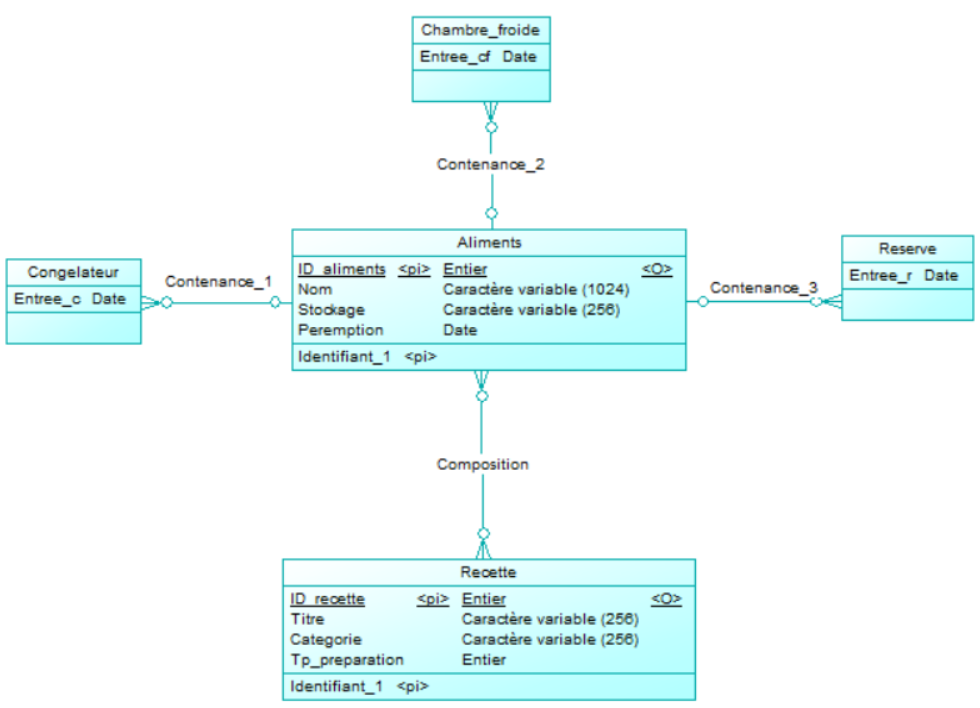 Chambre_froide
Entree_cf Date
Contenance_2
Aliments
ID_aliments <pi> Entier <O>
Nom Caractère variable (1024)
Stockage Caractère variable (256)
Peremption Date
Identifiant_1 <pi>
Congelateur
Entree_c Date
Contenance_1
Reserve
Entree_r Date
Contenance_3
Composition
Recette
ID_recette <pi> Entier <O>
Titre Caractère variable (256)
Categorie Caractère variable (256)
Tp_preparation Entier
Identifiant_1 <pi>